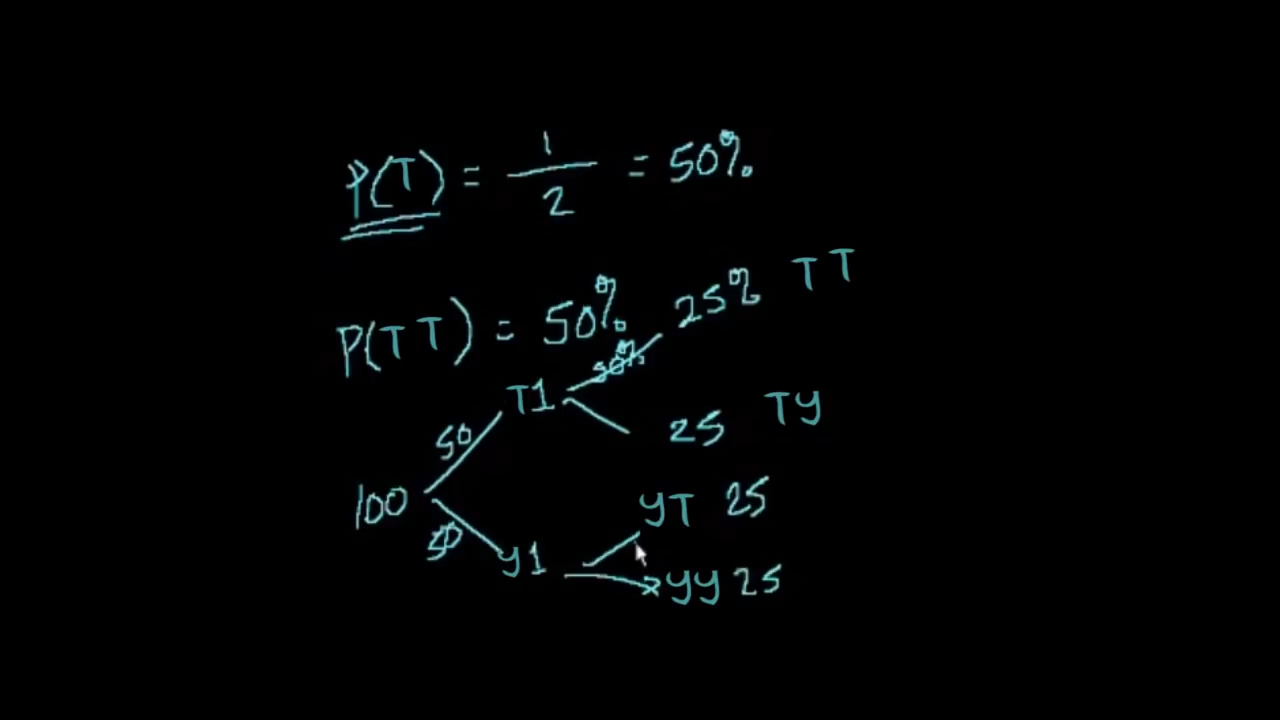 P(T) = 1/2 = 50%
25% TT
P(TT) = 50%
50%
T1
25 TY
50
100
YT 25
50
Y1
YY 25